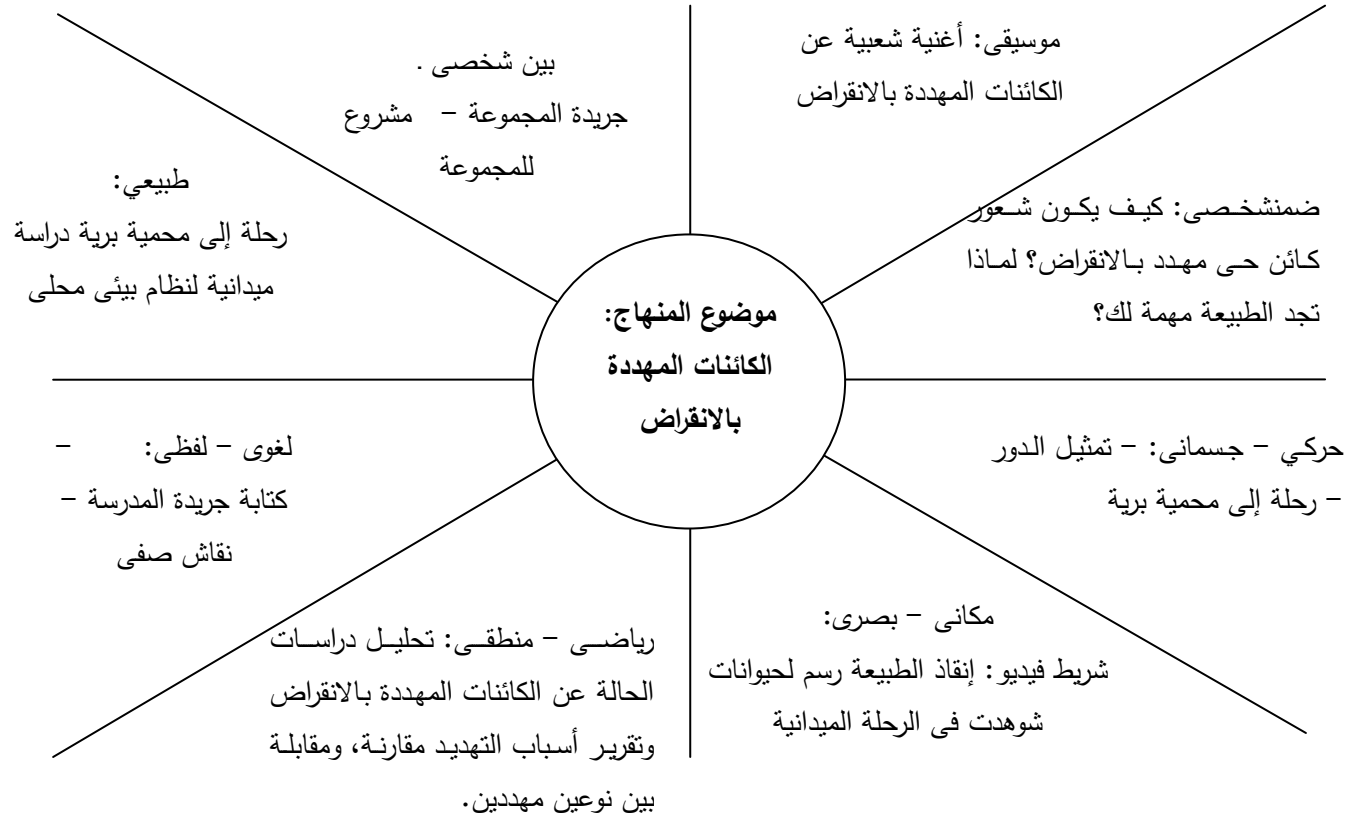 موسيقى: أغنية شعبية عن
الكائنات المهددة بالانقراض
بين شخصى .
جريدة المجموعة – مشروع
للمجموعة
طبيعي:
رحلة إلى محمية برية دراسة
ميدانية لنظام بيئى محلى
ضمنشخصى: كيف يكون شعور
كائن حى مهدد بالانقراض؟ لماذا
تجد الطبيعة مهمة لك؟
موضوع المنهاج:
الكائنات المهددة
بالانقراض
حركي – جسمانى: – تمثيل الدور
– رحلة إلى محمية برية
لغوى – لفظى: –
كتابة جريدة المدرسة –
نقاش صفى
مكانى – بصرى:
شريط فيديو: إنقاذ الطبيعة رسم لحيوانات
شوهدت فى الرحلة الميدانية
رياضى – منطقى: تحليل دراسات
الحالة عن الكائنات المهددة بالانقراض
وتقرير أسباب التهديد مقارنة، ومقابلة
بين نوعين مهددين.